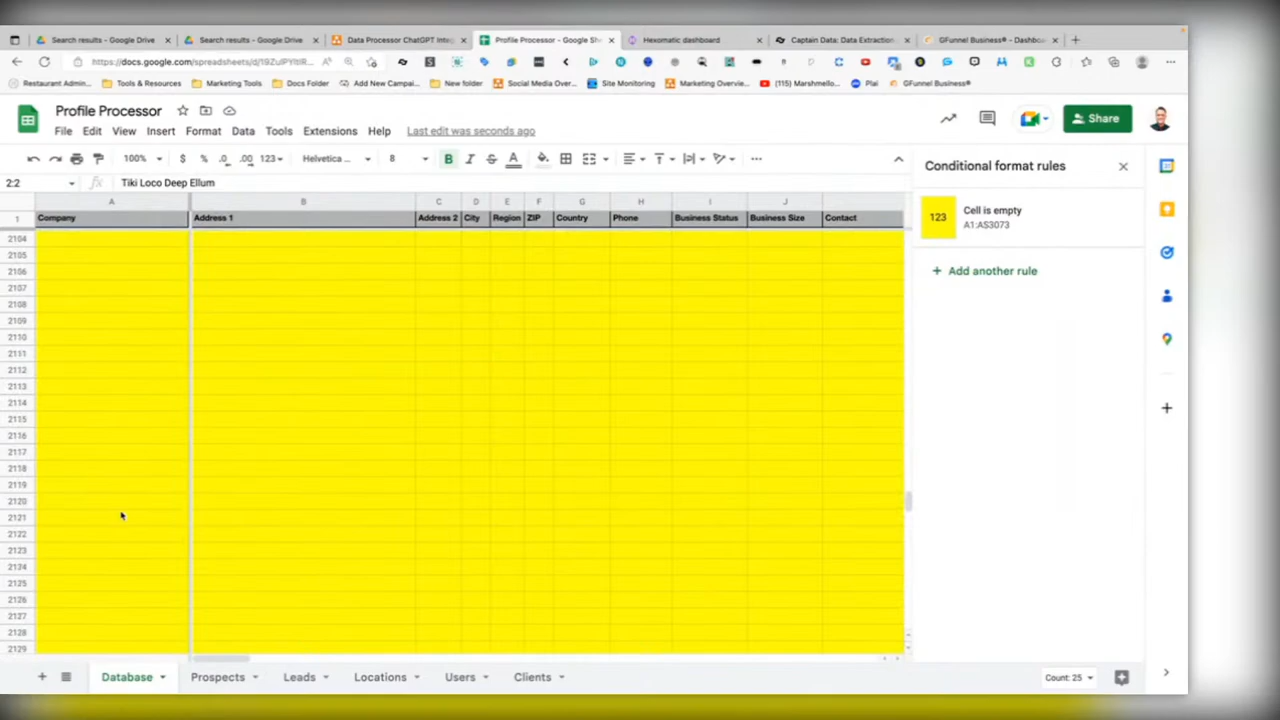 Search results - Google Drive
Search results - Google Drive
Data Processor ChatGPT Inte
Profile Processor - Google She
Hexomatic dashboard
Captain Data: Data Extraction
GFunnel Business® - Dashbo
https://docs.google.com/spreadsheets/d/
Restaurant Admin...
Tools & Resources
Marketing Tools
Docs Folder
Add New Campai...
New folder
Social Media Over...
Site Monitoring
Marketing Overvie...
(115) Marshmello...
Plai
GFunnel Business®
Profile Processor
File Edit View Insert Format Data Tools Extensions Help Last edit was seconds ago
Share
100% $ % .0 .00 123 Helvetica ... 8 B I S A
Conditional format rules
2:2 fx Tiki Loco Deep Ellum
A B C D E F G H I J
1 Company Address 1 Address 2 City Region ZIP Country Phone Business Status Business Size Contact
123
Cell is empty
A1:AS3073
+ Add another rule
2104
2105
2106
2107
2108
2109
2110
2111
2112
2113
2114
2115
2116
2117
2118
2119
2120
2121
2122
2123
2124
2125
2126
2127
2128
2129
Database Prospects Leads Locations Users Clients
Count: 25